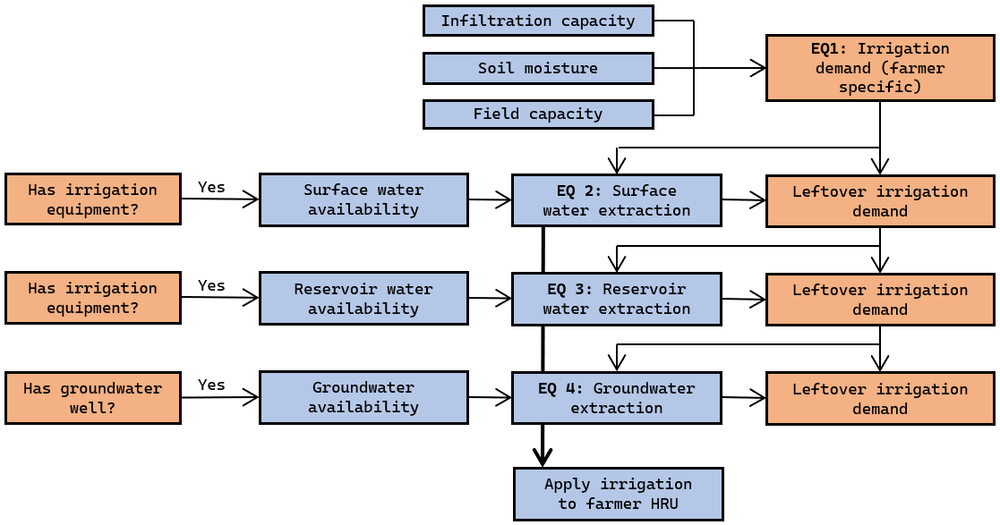 Infiltration capacity
Soil moisture
Field capacity
EQ1: Irrigation
demand (farmer
specific)
Has irrigation
equipment?
Yes
Surface water
availability
EQ 2: Surface
water extraction
Leftover irrigation
demand
Has irrigation
equipment?
Yes
Reservoir water
availability
EQ 3: Reservoir
water extraction
Leftover irrigation
demand
Has groundwater
well?
Yes
Groundwater
availability
EQ 4: Groundwater
extraction
Leftover irrigation
demand
Apply irrigation
to farmer HRU